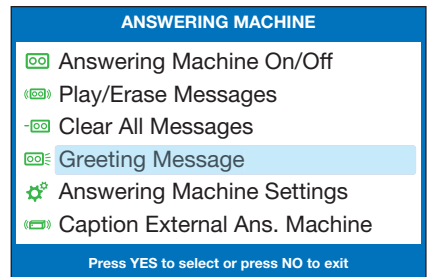 ANSWERING MACHINE
Answering Machine On/Off
Play/Erase Messages
Clear All Messages
Greeting Message
Answering Machine Settings
Caption External Ans. Machine
Press YES to select or press NO to exit